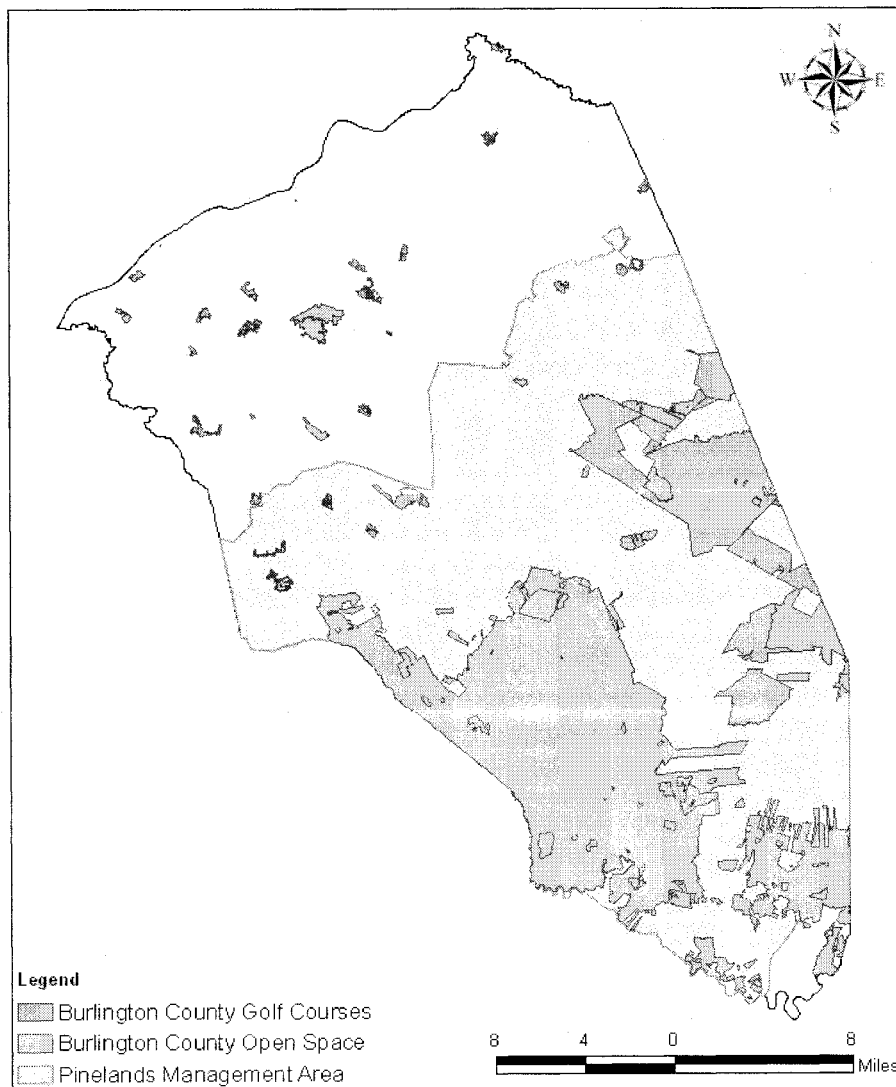 N
W E
S
Legend
Burlington County Golf Courses
Burlington County Open Space
Pinelands Management Area
8 4 0 8
Miles